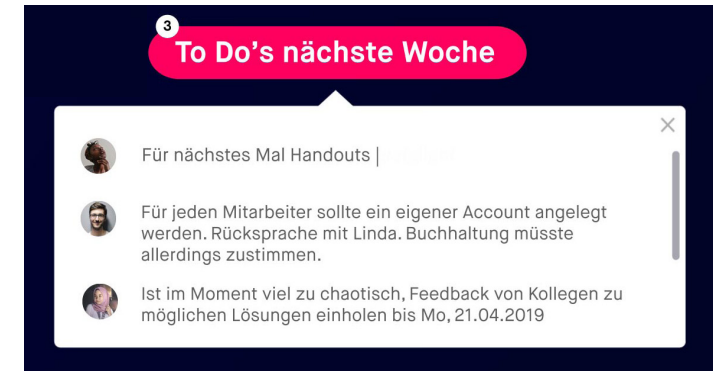 3
To Do’s nächste Woche
Für nächstes Mal Handouts |
Für jeden Mitarbeiter sollte ein eigener Account angelegt
werden. Rücksprache mit Linda. Buchhaltung müsste
allerdings zustimmen.
Ist im Moment viel zu chaotisch, Feedback von Kollegen zu
möglichen Lösungen einholen bis Mo, 21.04.2019